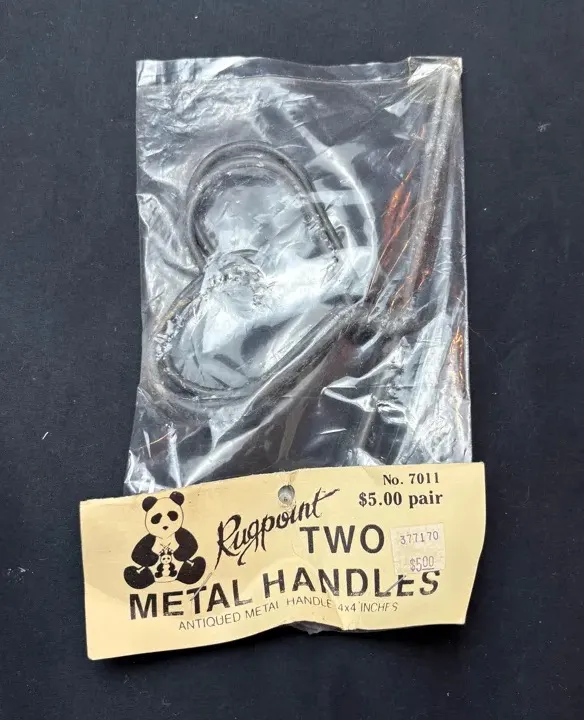 No. 7011
$5.00 pair
Rugpoint
TWO
377170
$5.00
METAL HANDLES
ANTIQUED METAL HANDLE 4x4 INCHES